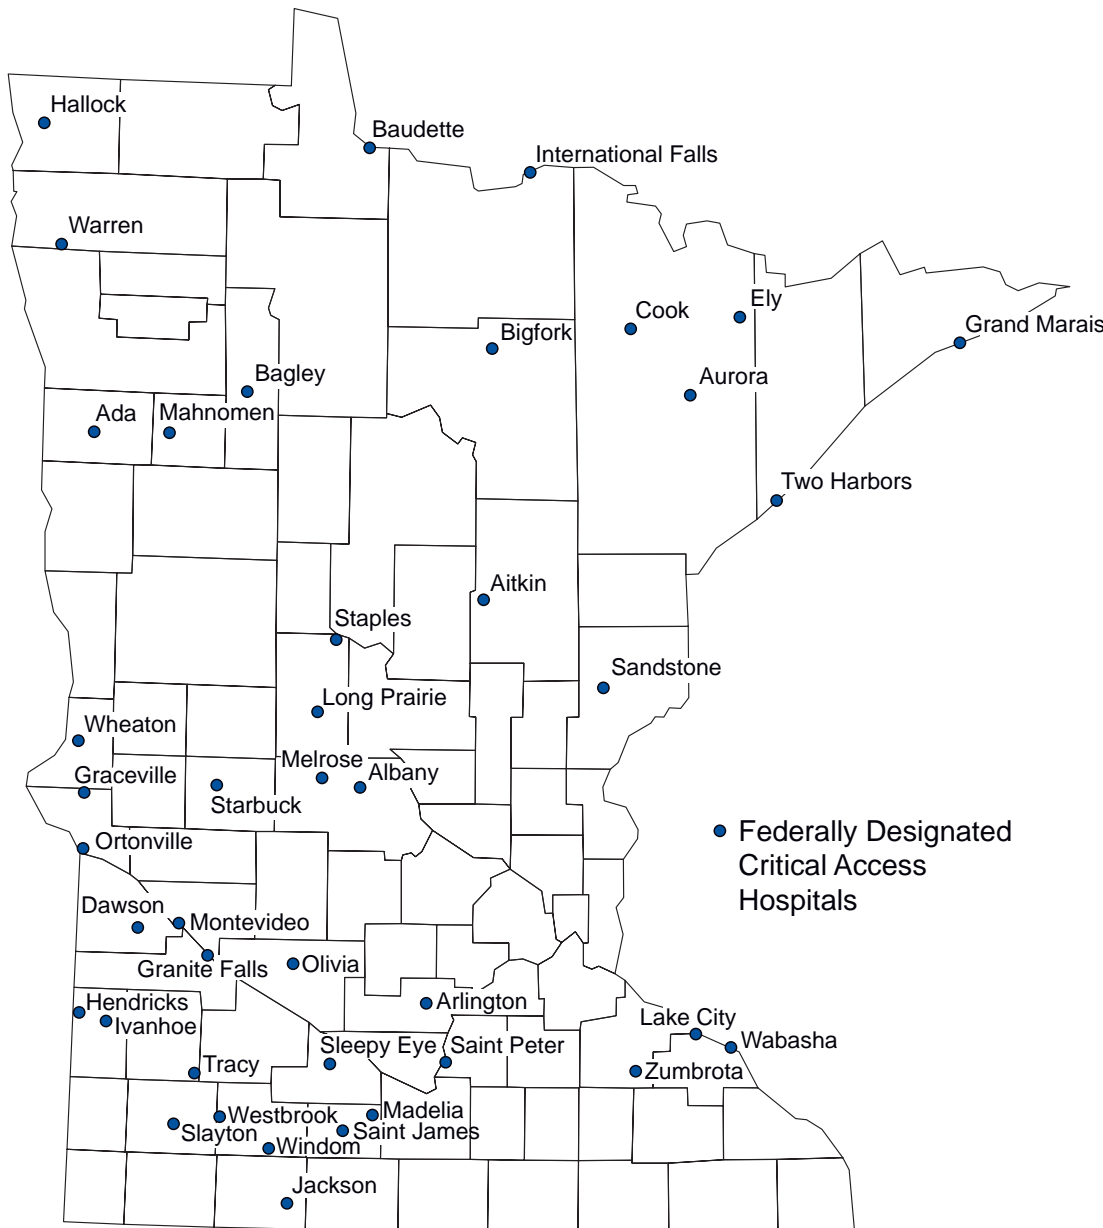 Hallock
Baudette
International Falls
Warren
Ely
Cook
Grand Marais
Bigfork
Bagley
Aurora
Ada
Mahnomen
Two Harbors
Aitkin
Staples
Sandstone
Long Prairie
Wheaton
Melrose
Albany
Graceville
Starbuck
Ortonville
Federally Designated
Critical Access
Hospitals
Dawson
Montevideo
Granite Falls
Olivia
Hendricks
Ivanhoe
Arlington
Lake City
Wabasha
Sleepy Eye
Saint Peter
Tracy
Zumbrota
Westbrook
Madelia
Slayton
Saint James
Windom
Jackson